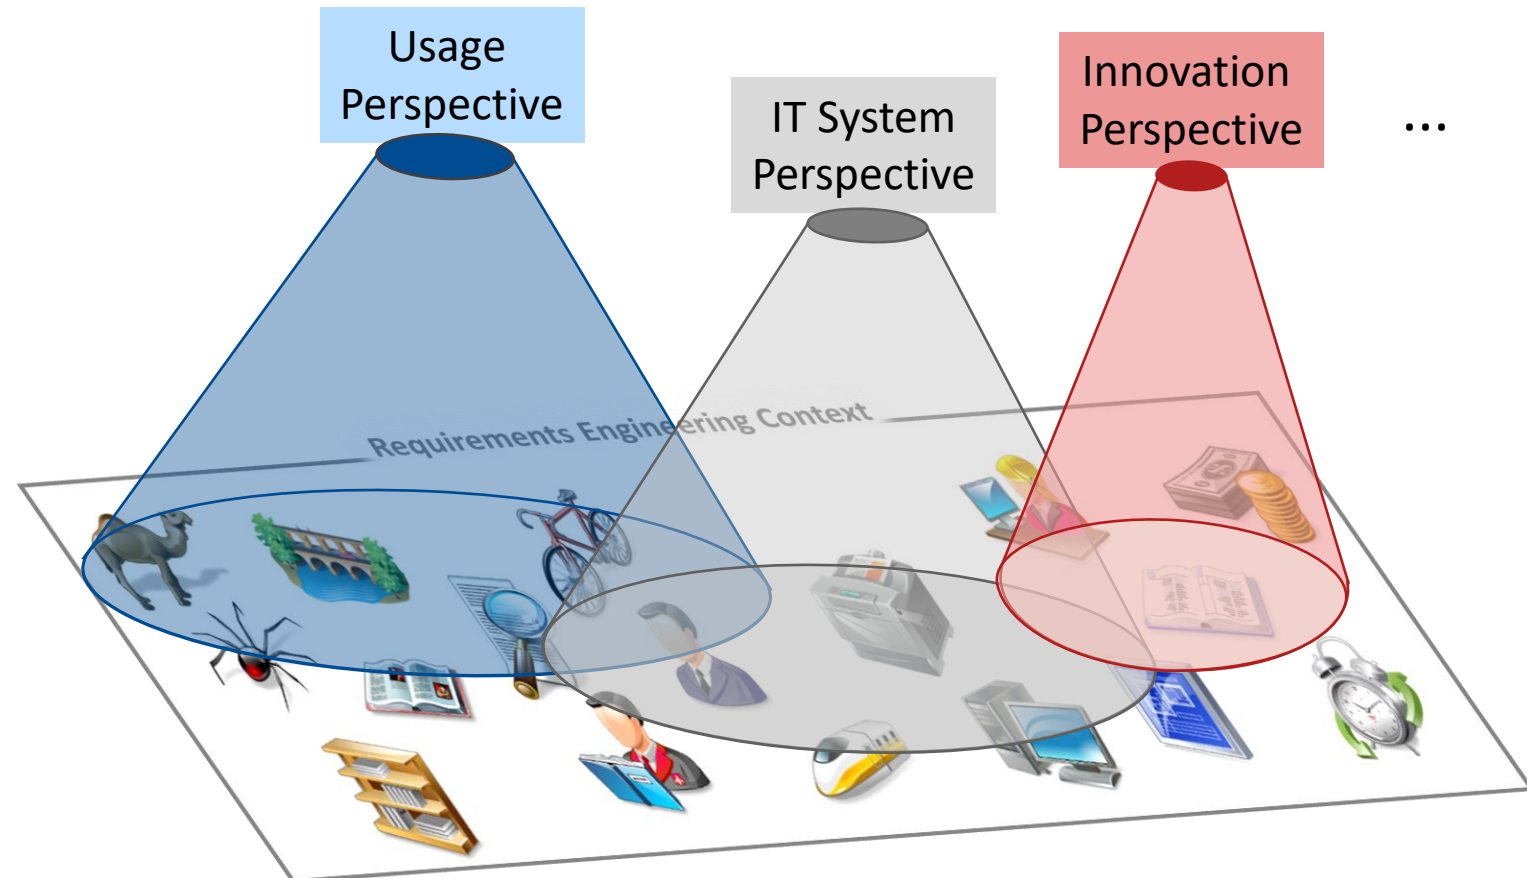 Usage
Perspective
IT System
Perspective
Innovation
Perspective
...
Requirements Engineering Context